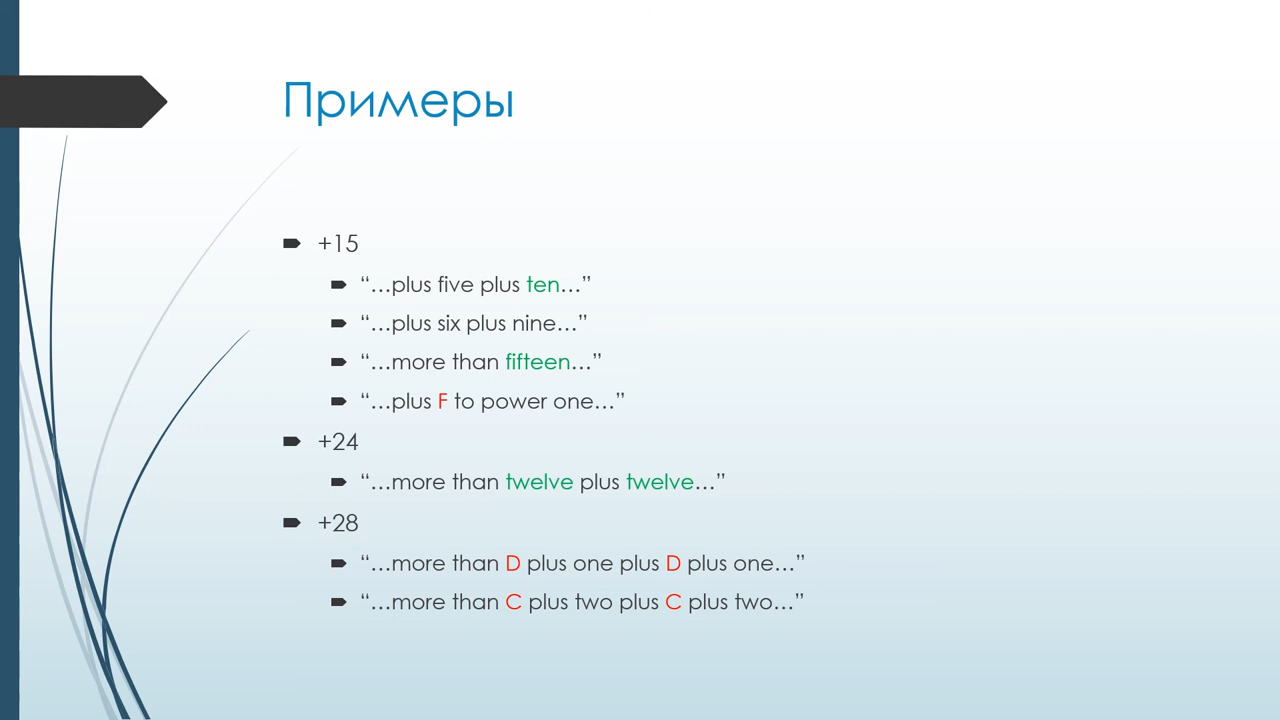 Примеры
+15
“…plus five plus ten…”
“…plus six plus nine…”
“…more than fifteen…”
“…plus F to power one…”
+24
“…more than twelve plus twelve…”
+28
“…more than D plus one plus D plus one…”
“…more than C plus two plus C plus two…”